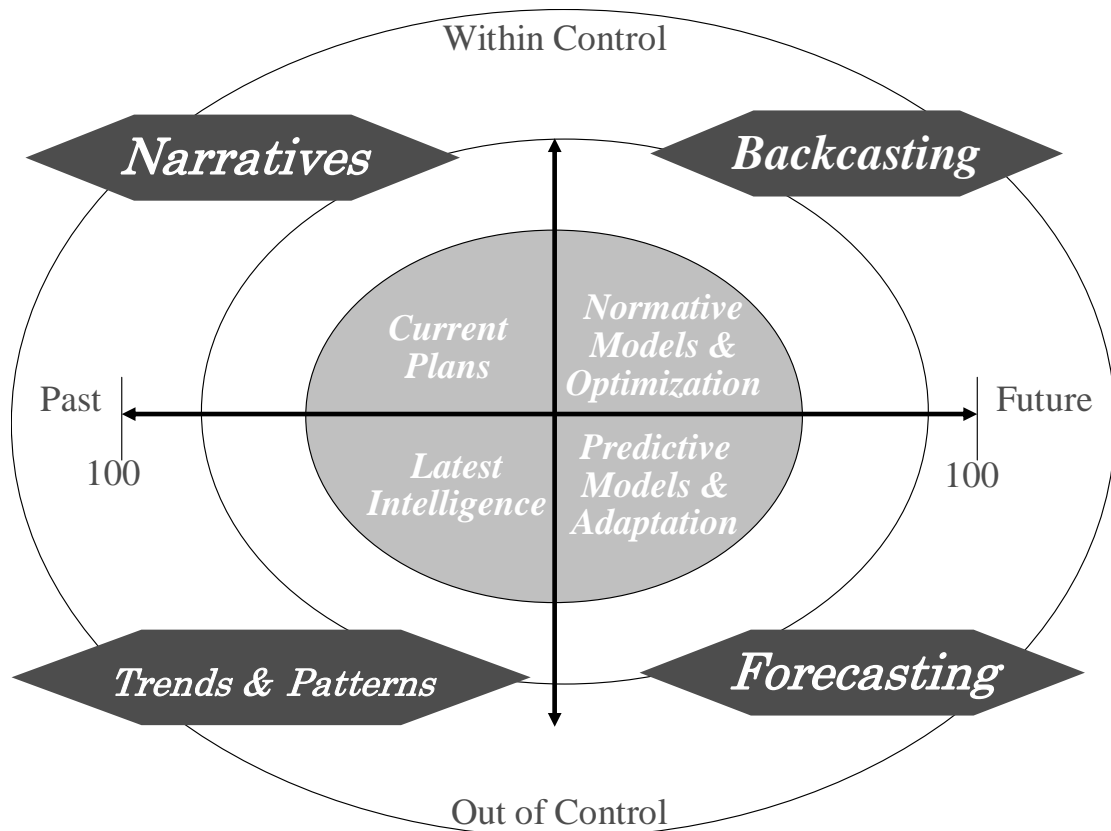 Within Control
Narratives
Backcasting
Current
Plans
Normative
Models &
Optimization
Past
Future
100
100
Latest
Intelligence
Predictive
Models &
Adaptation
Trends & Patterns
Forecasting
Out of Control